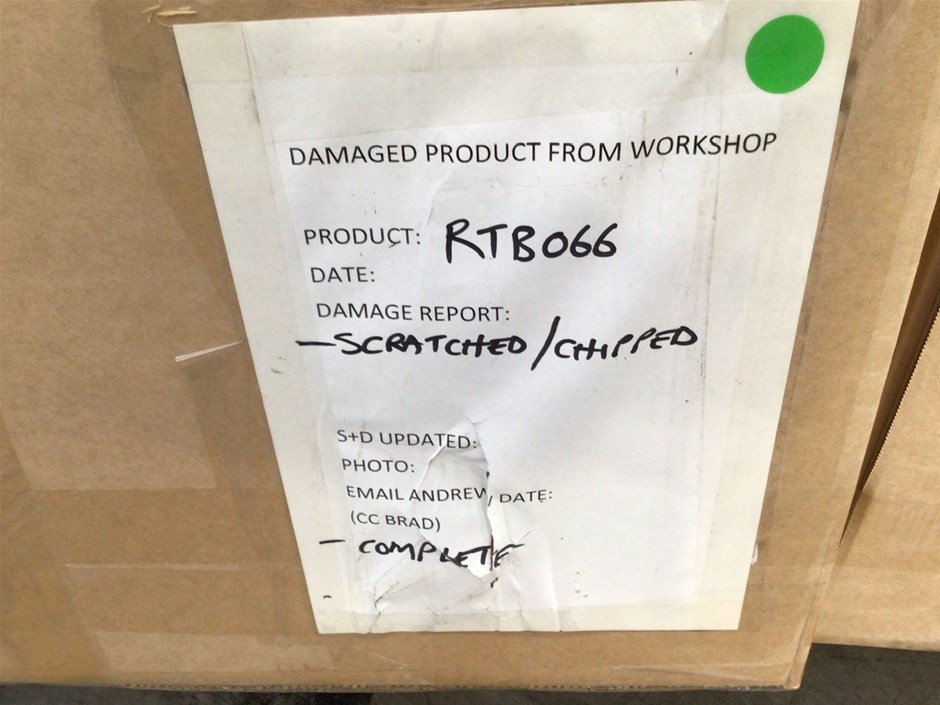 DAMAGED PRODUCT FROM WORKSHOP
PRODUCT: RTB066
DATE:
DAMAGE REPORT:
- SCRATCHED/CHIPPED
S+D UPDATED:
PHOTO:
EMAIL ANDREW/ DATE:
(CC BRAD)
- COMPLETE